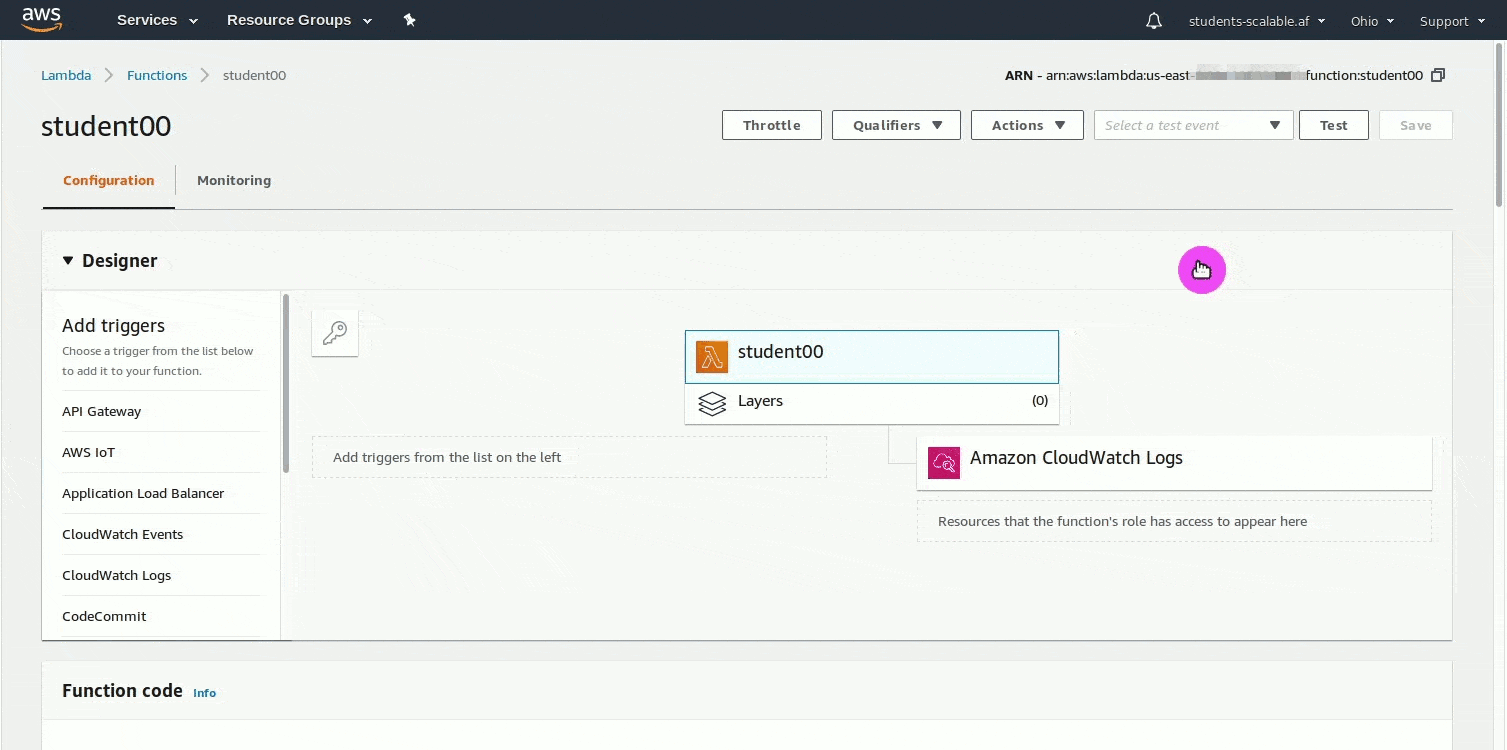 aws Services Resource Groups students-scalable.af Ohio Support
Lambda Functions student00 ARN - arn:aws:lambda:us-east- function:student00
student00 Throttle Qualifiers Actions Select a test event Test Save
Configuration Monitoring
Designer
Add triggers
Choose a trigger from the list below
to add it to your function.
API Gateway
AWS IoT
Application Load Balancer
CloudWatch Events
CloudWatch Logs
CodeCommit
student00
Layers (0)
Add triggers from the list on the left
Amazon CloudWatch Logs
Resources that the function's role has access to appear here
Function code Info